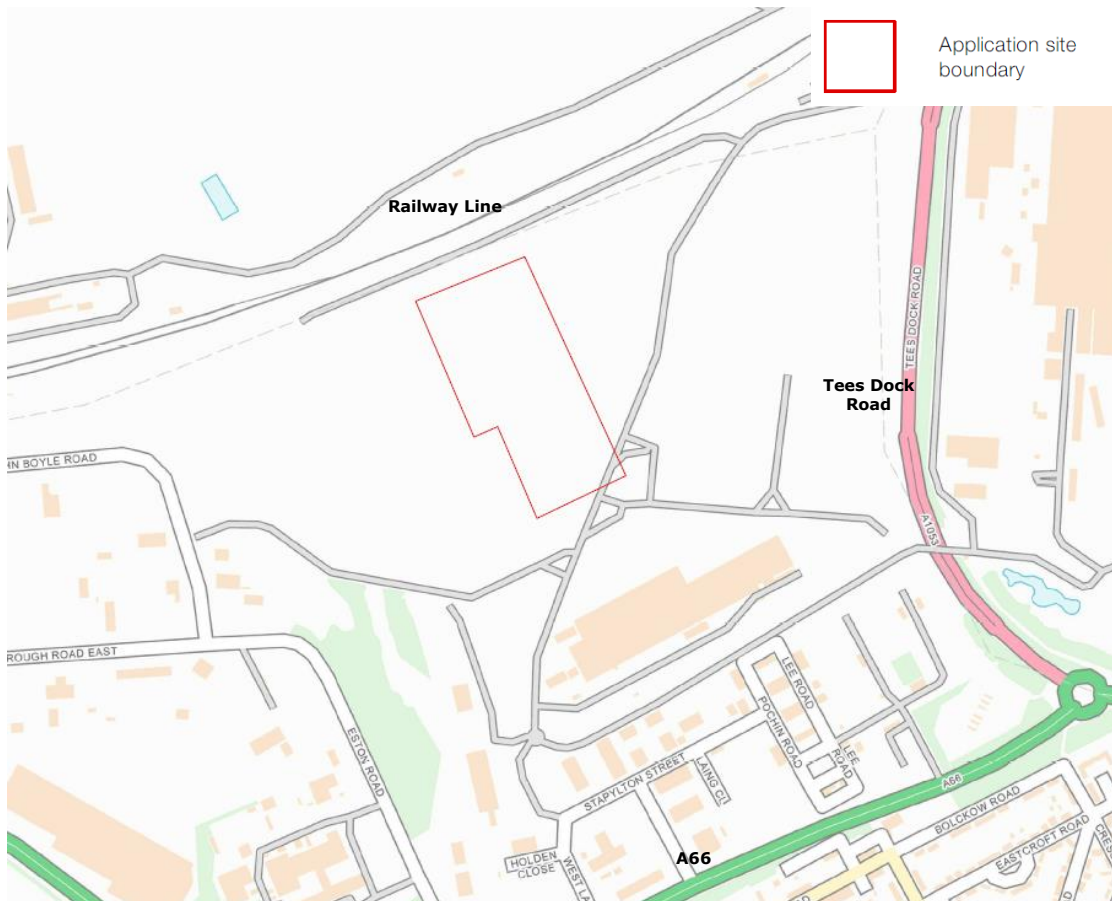 Application site
boundary
Railway Line
TEES DOCK ROAD
Tees Dock
Road
HN BOYLE ROAD
A1053
ROUGH ROAD EAST
ESTON ROAD
LEE ROAD
POCHIN ROAD
LEE
ROAD
STAPYLTON STREET
LAING CL
A66
BOLCKOW ROAD
EASTCROFT ROAD
CRES
D
HOLDEN
CLOSE
WEST LA
A66